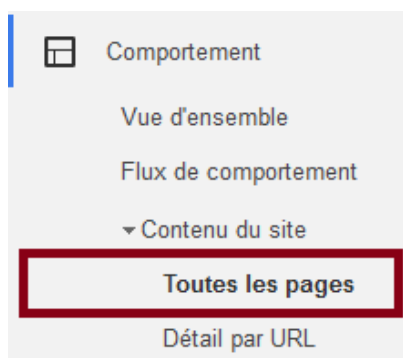 Comportement
Vue d'ensemble
Flux de comportement
Contenu du site
Toutes les pages
Détail par URL